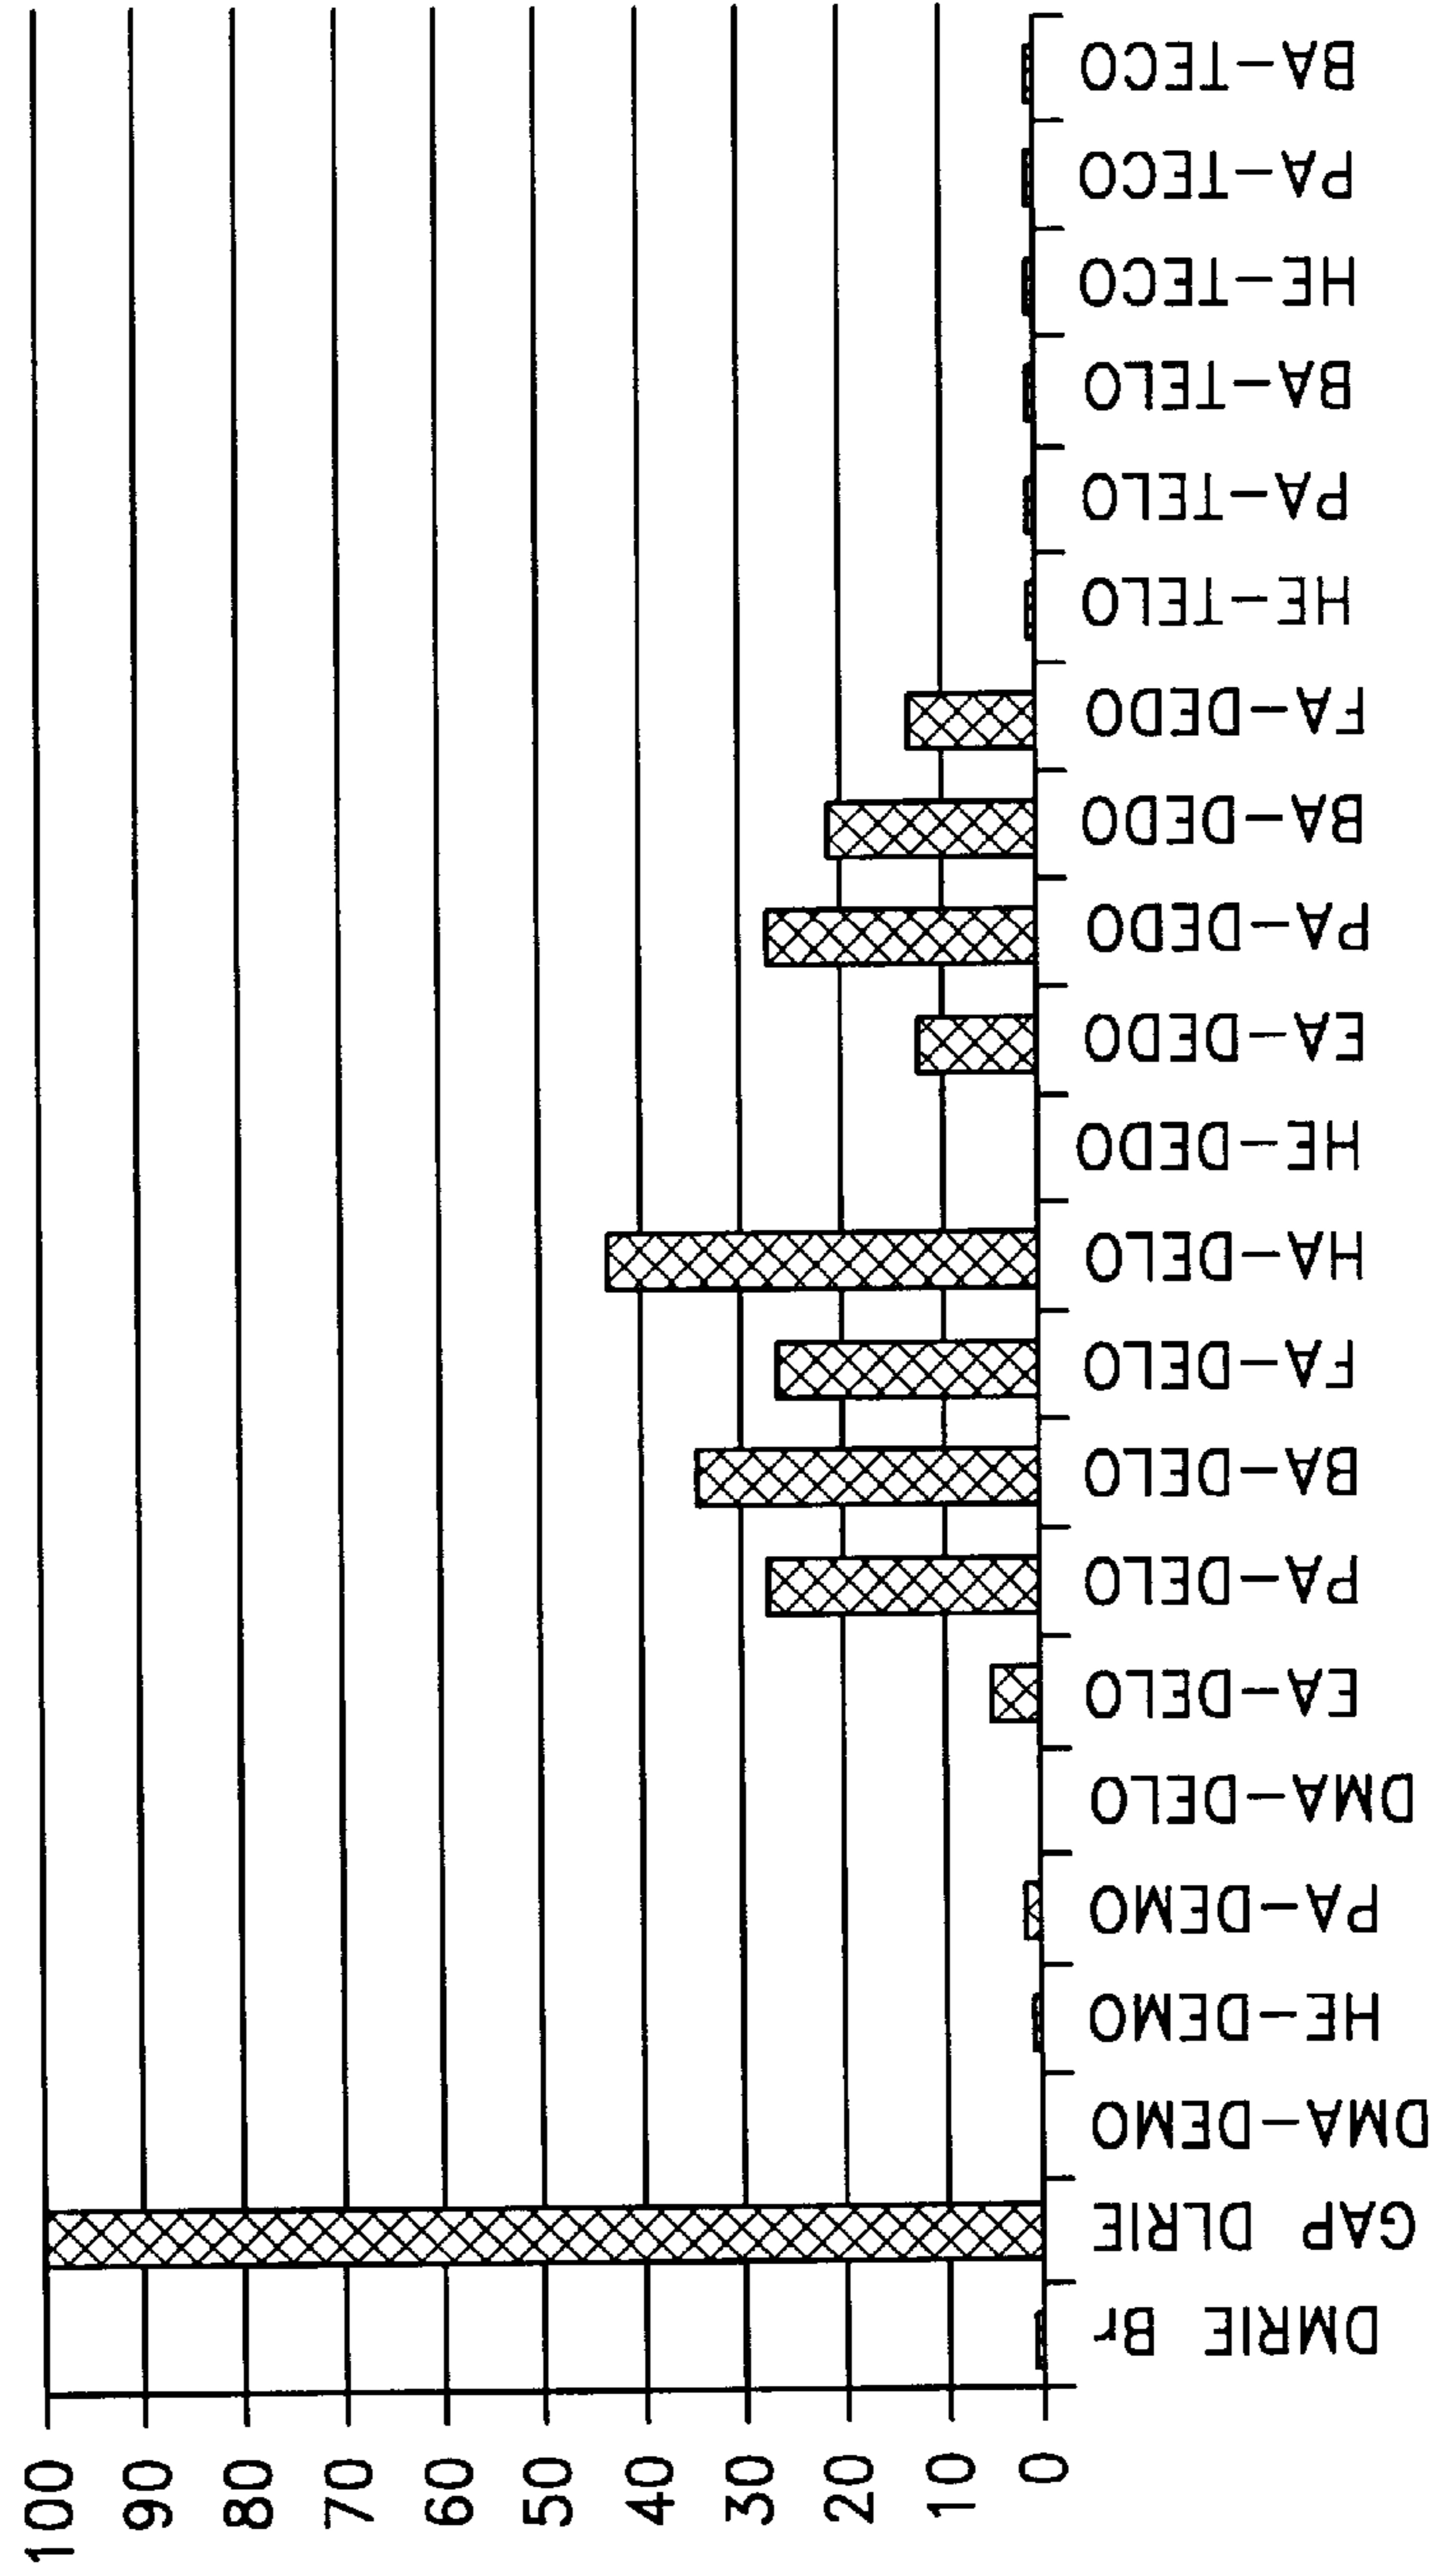 100
90
80
70
60
50
40
30
20
10
0
DMRIE Br
GAP DLRIE
DMA-DEMO
HE-DEMO
PA-DEMO
DMA-DELO
EA-DELO
PA-DELO
BA-DELO
FA-DELO
HA-DELO
HE-DEDO
EA-DEDO
PA-DEDO
BA-DEDO
FA-DEDO
HE-TELO
PA-TELO
BA-TELO
HE-TECO
PA-TECO
BA-TECO